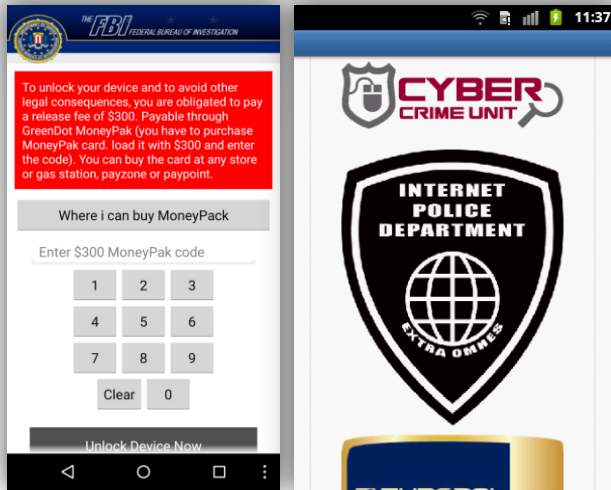 THE FBI FEDERAL BUREAU OF INVESTIGATION
To unlock your device and to avoid other
legal consequences, you are obligated to pay
a release fee of $300. Payable through
GreenDot MoneyPak (you have to purchase
MoneyPak card. load it with $300 and enter
the code). You can buy the card at any store
or gas station, payzone or paypoint.
Where i can buy MoneyPack
Enter $300 MoneyPak code
1 2 3
4 5 6
7 8 9
Clear 0
Unlock Device Now
11:37
CYBER
CRIME UNIT
INTERNET
POLICE
DEPARTMENT
EXTRA OMNES